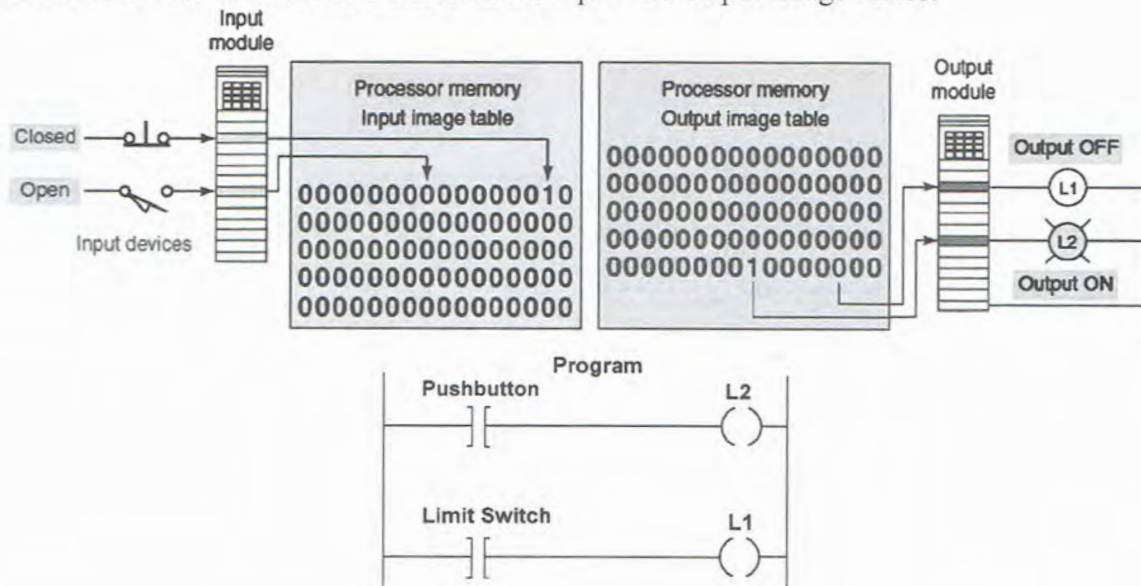 Input
module
Processor memory
Input image table
Processor memory
Output image table
Output
module
Closed
Open
Input devices
0000000000000010
0000000000000000
0000000000000000
0000000000000000
0000000000000000
0000000000000000
0000000000000000
0000000000000000
0000000000000000
0000000010000000
Output OFF
L1
L2
Output ON
Program
Pushbutton
L2
Limit Switch
L1